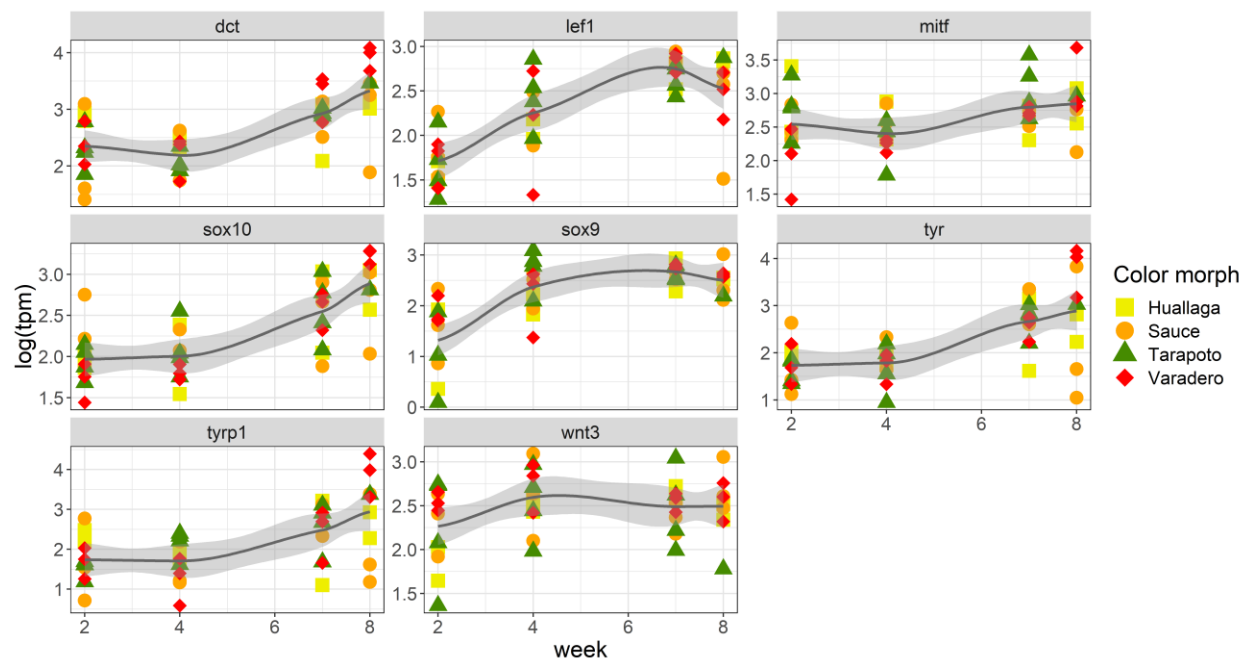 dct
lef1
mitf
4
3
2
3.0
2.5
2.0
1.5
3.5
3.0
2.5
2.0
1.5
sox10
sox9
tyr
log(tpm)
3.0
2.5
2.0
1.5
3
2
1
0
4
3
2
1
2 4 6 8
Color morph
Huallaga
Sauce
Tarapoto
Varadero
tyrp1
wnt3
4
3
2
1
3.0
2.5
2.0
1.5
2 4 6 8
2 4 6 8
week